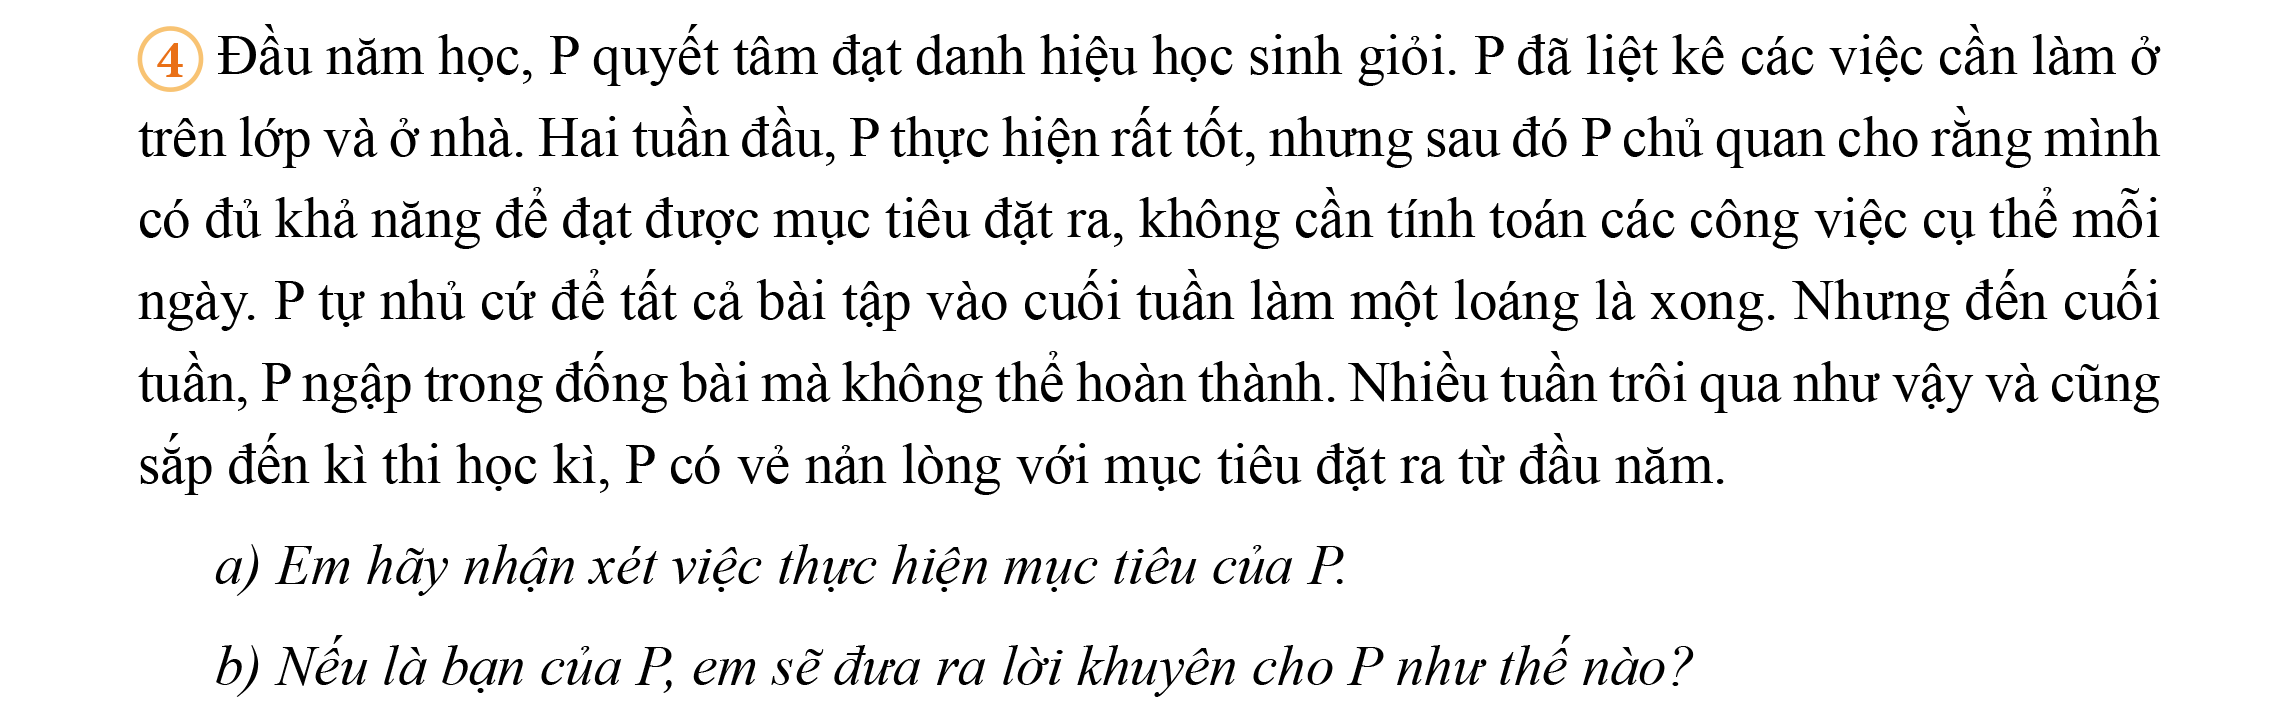 4 Đầu năm học, P quyết tâm đạt danh hiệu học sinh giỏi. P đã liệt kê các việc cần làm ở
trên lớp và ở nhà. Hai tuần đầu, P thực hiện rất tốt, nhưng sau đó P chủ quan cho rằng mình
có đủ khả năng để đạt được mục tiêu đặt ra, không cần tính toán các công việc cụ thể mỗi
ngày. P tự nhủ cứ để tất cả bài tập vào cuối tuần làm một loáng là xong. Nhưng đến cuối
tuần, P ngập trong đống bài mà không thể hoàn thành. Nhiều tuần trôi qua như vậy và cũng
sắp đến kì thi học kì, P có vẻ nản lòng với mục tiêu đặt ra từ đầu năm.
a) Em hãy nhận xét việc thực hiện mục tiêu của P.
b) Nếu là bạn của P, em sẽ đưa ra lời khuyên cho P như thế nào?